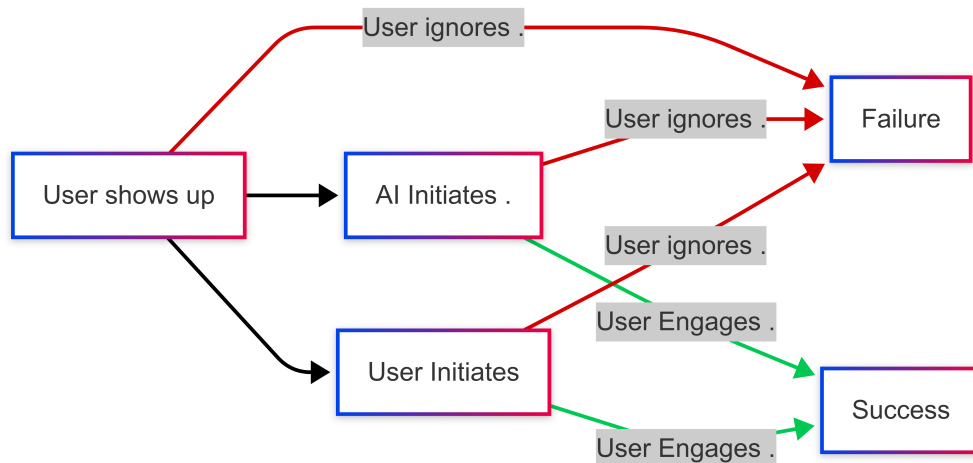 User ignores .
User ignores .
Failure
User shows up
AI Initiates .
User ignores .
User Engages .
User Initiates
Success
User Engages .